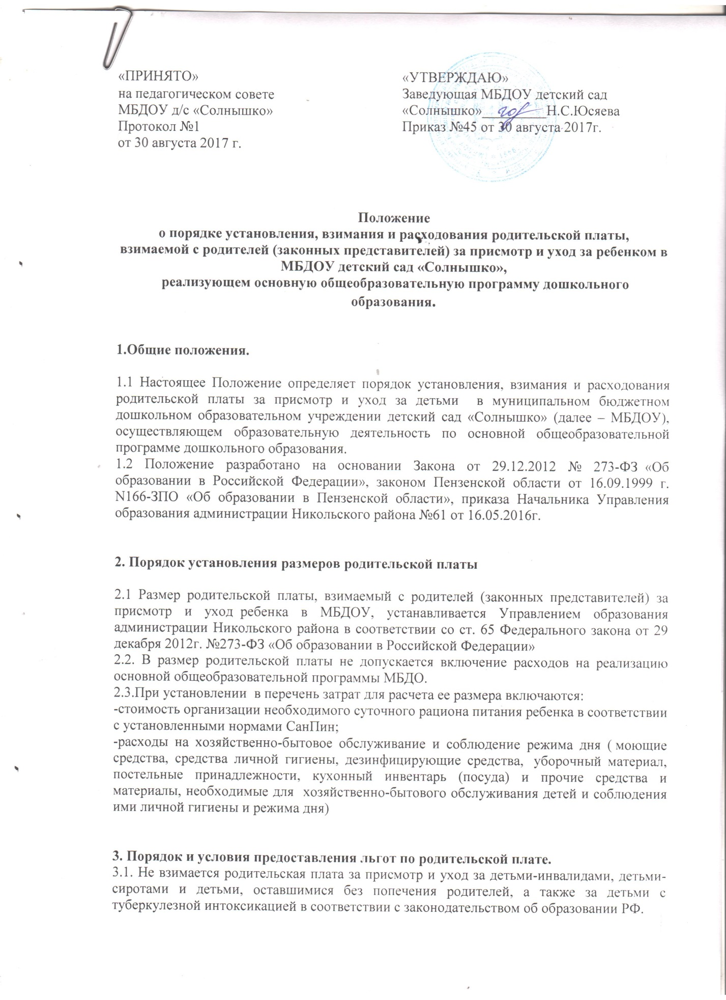 «ПРИНЯТО»
на педагогическом совете
МБДОУ д/с «Солнышко»
Протокол №1
от 30 августа 2017 г.
«УТВЕРЖДАЮ»
Заведующая МБДОУ детский сад
«Солнышко»_________Н.С.Юсяева
Приказ №45 от 30 августа 2017г.
Положение
о порядке установления, взимания и расходования родительской платы,
взимаемой с родителей (законных представителей) за присмотр и уход за ребенком в
МБДОУ детский сад «Солнышко»,
реализующем основную общеобразовательную программу дошкольного
образования.
1.Общие положения.
1.1 Настоящее Положение определяет порядок установления, взимания и расходования
родительской платы за присмотр и уход за детьми в муниципальном бюджетном
дошкольном образовательном учреждении детский сад «Солнышко» (далее – МБДОУ),
осуществляющем образовательную деятельность по основной общеобразовательной
программе дошкольного образования.
1.2 Положение разработано на основании Закона от 29.12.2012 № 273-ФЗ «Об
образовании в Российской Федерации», законом Пензенской области от 16.09.1999 г.
N166-ЗПО «Об образовании в Пензенской области», приказа Начальника Управления
образования администрации Никольского района №61 от 16.05.2016г.
2. Порядок установления размеров родительской платы
2.1 Размер родительской платы, взимаемый с родителей (законных представителей) за
присмотр и уход ребенка в МБДОУ, устанавливается Управлением образования
администрации Никольского района в соответствии со ст. 65 Федерального закона от 29
декабря 2012г. №273-ФЗ «Об образовании в Российской Федерации»
2.2. В размер родительской платы не допускается включение расходов на реализацию
основной общеобразовательной программы МБДО.
2.3.При установлении в перечень затрат для расчета ее размера включаются:
-стоимость организации необходимого суточного рациона питания ребенка в соответствии
с установленными нормами СанПин;
-расходы на хозяйственно-бытовое обслуживание и соблюдение режима дня ( моющие
средства, средства личной гигиены, дезинфицирующие средства, уборочный материал,
постельные принадлежности, кухонный инвентарь (посуда) и прочие средства и
материалы, необходимые для хозяйственно-бытового обслуживания детей и соблюдения
ими личной гигиены и режима дня)
3. Порядок и условия предоставления льгот по родительской плате.
3.1. Не взимается родительская плата за присмотр и уход за детьми-инвалидами, детьми-
сиротами и детьми, оставшимися без попечения родителей, а также за детьми с
туберкулезной интоксикацией в соответствии с законодательством об образовании РФ.